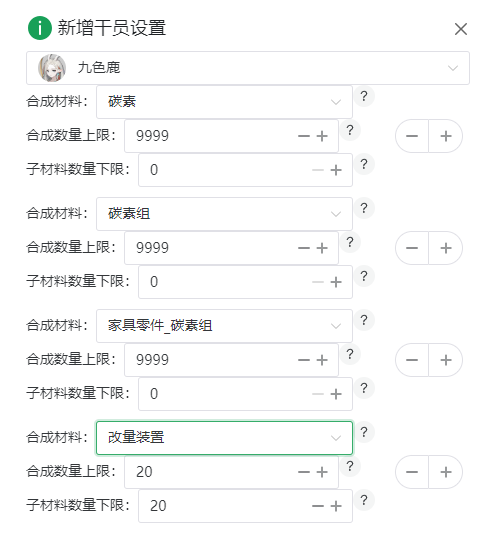 新增干员设置
九色鹿
合成材料： 碳素 ?
合成数量上限： 9999 ?
子材料数量下限： 0 ?
合成材料： 碳素组 ?
合成数量上限： 9999 ?
子材料数量下限： 0 ?
合成材料： 家具零件_碳素组 ?
合成数量上限： 9999 ?
子材料数量下限： 0 ?
合成材料： 改量装置 ?
合成数量上限： 20 ?
子材料数量下限： 20 ?